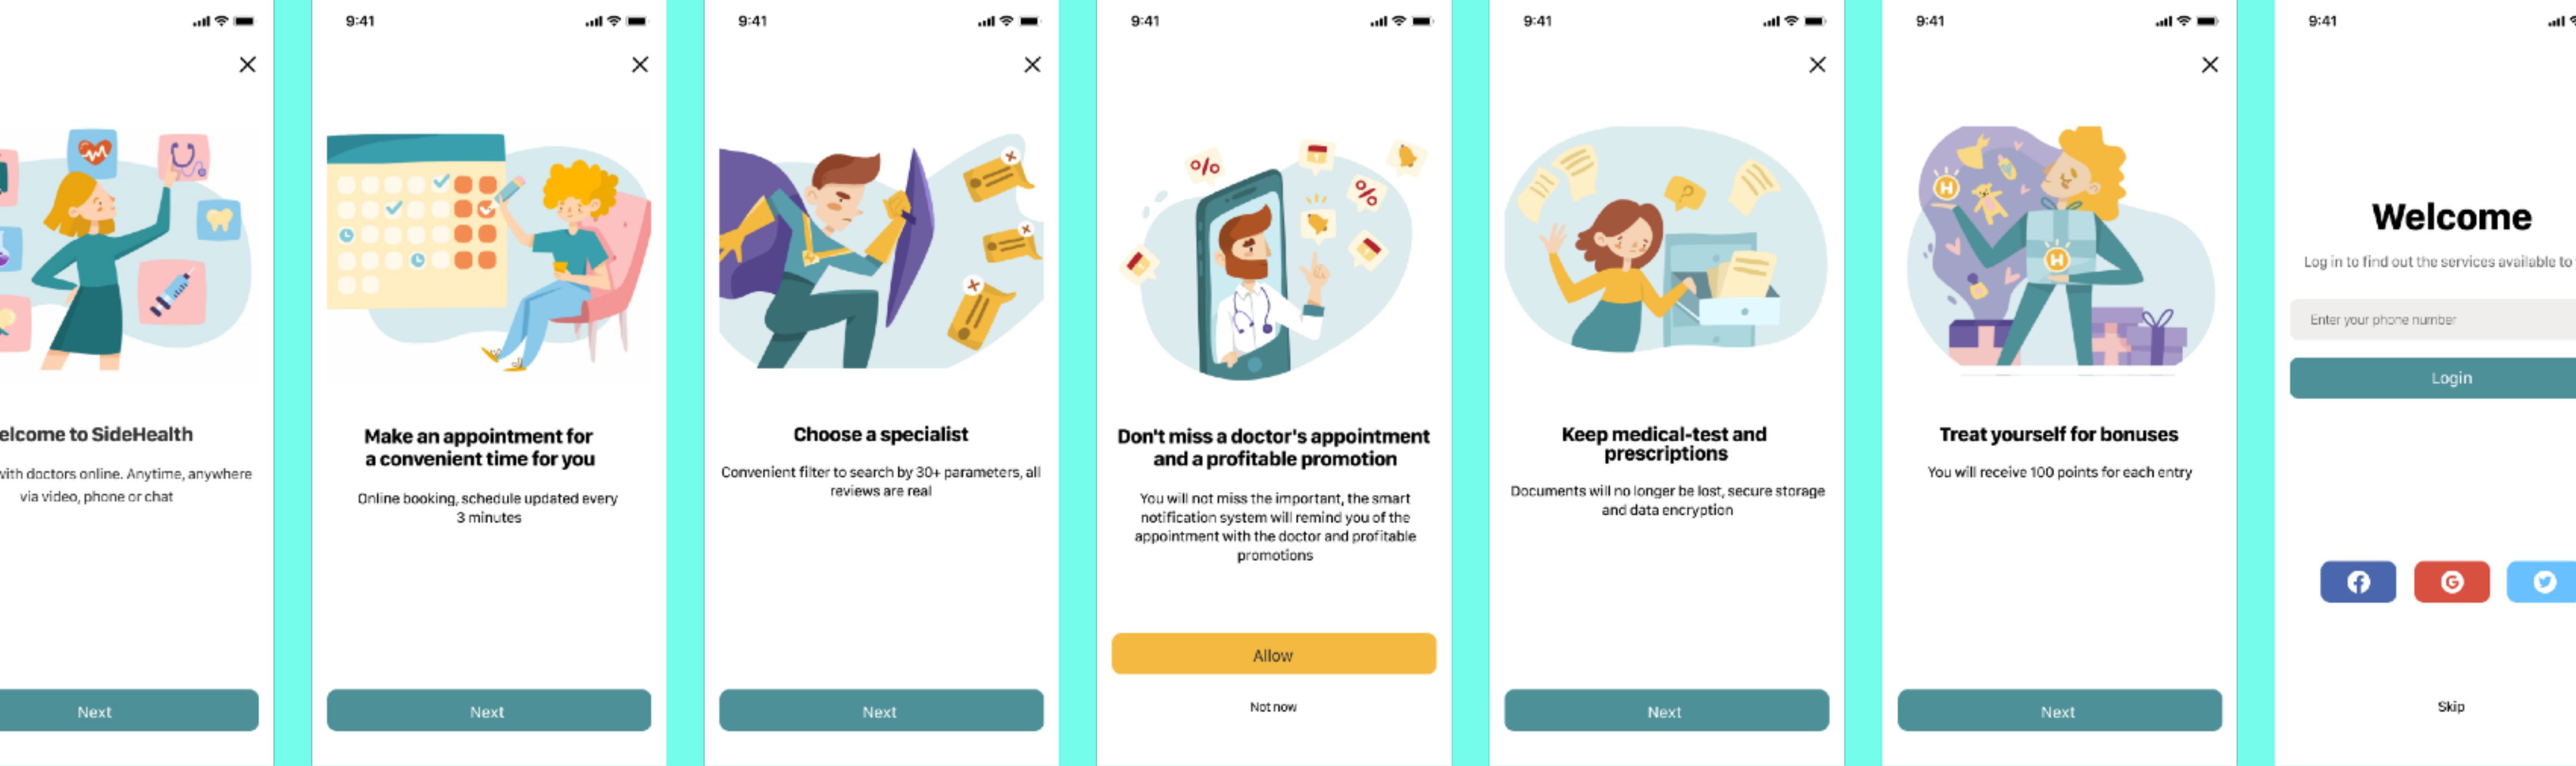 elcome to SideHealth
with doctors online. Anytime, anywhere
via video, phone or chat
Next
9:41
Make an appointment for
a convenient time for you
Online booking, schedule updated every
3 minutes
Next
9:41
Choose a specialist
Convenient filter to search by 30+ parameters, all
reviews are real
Next
9:41
%
%
Don't miss a doctor's appointment
and a profitable promotion
You will not miss the important, the smart
notification system will remind you of the
appointment with the doctor and profitable
promotions
Allow
Not now
9:41
?
Keep medical-test and
prescriptions
Documents will no longer be lost, secure storage
and data encryption
Next
9:41
H
H
Treat yourself for bonuses
You will receive 100 points for each entry
Next
9:41
Welcome
Log in to find out the services available to
Enter your phone number
Login
Skip